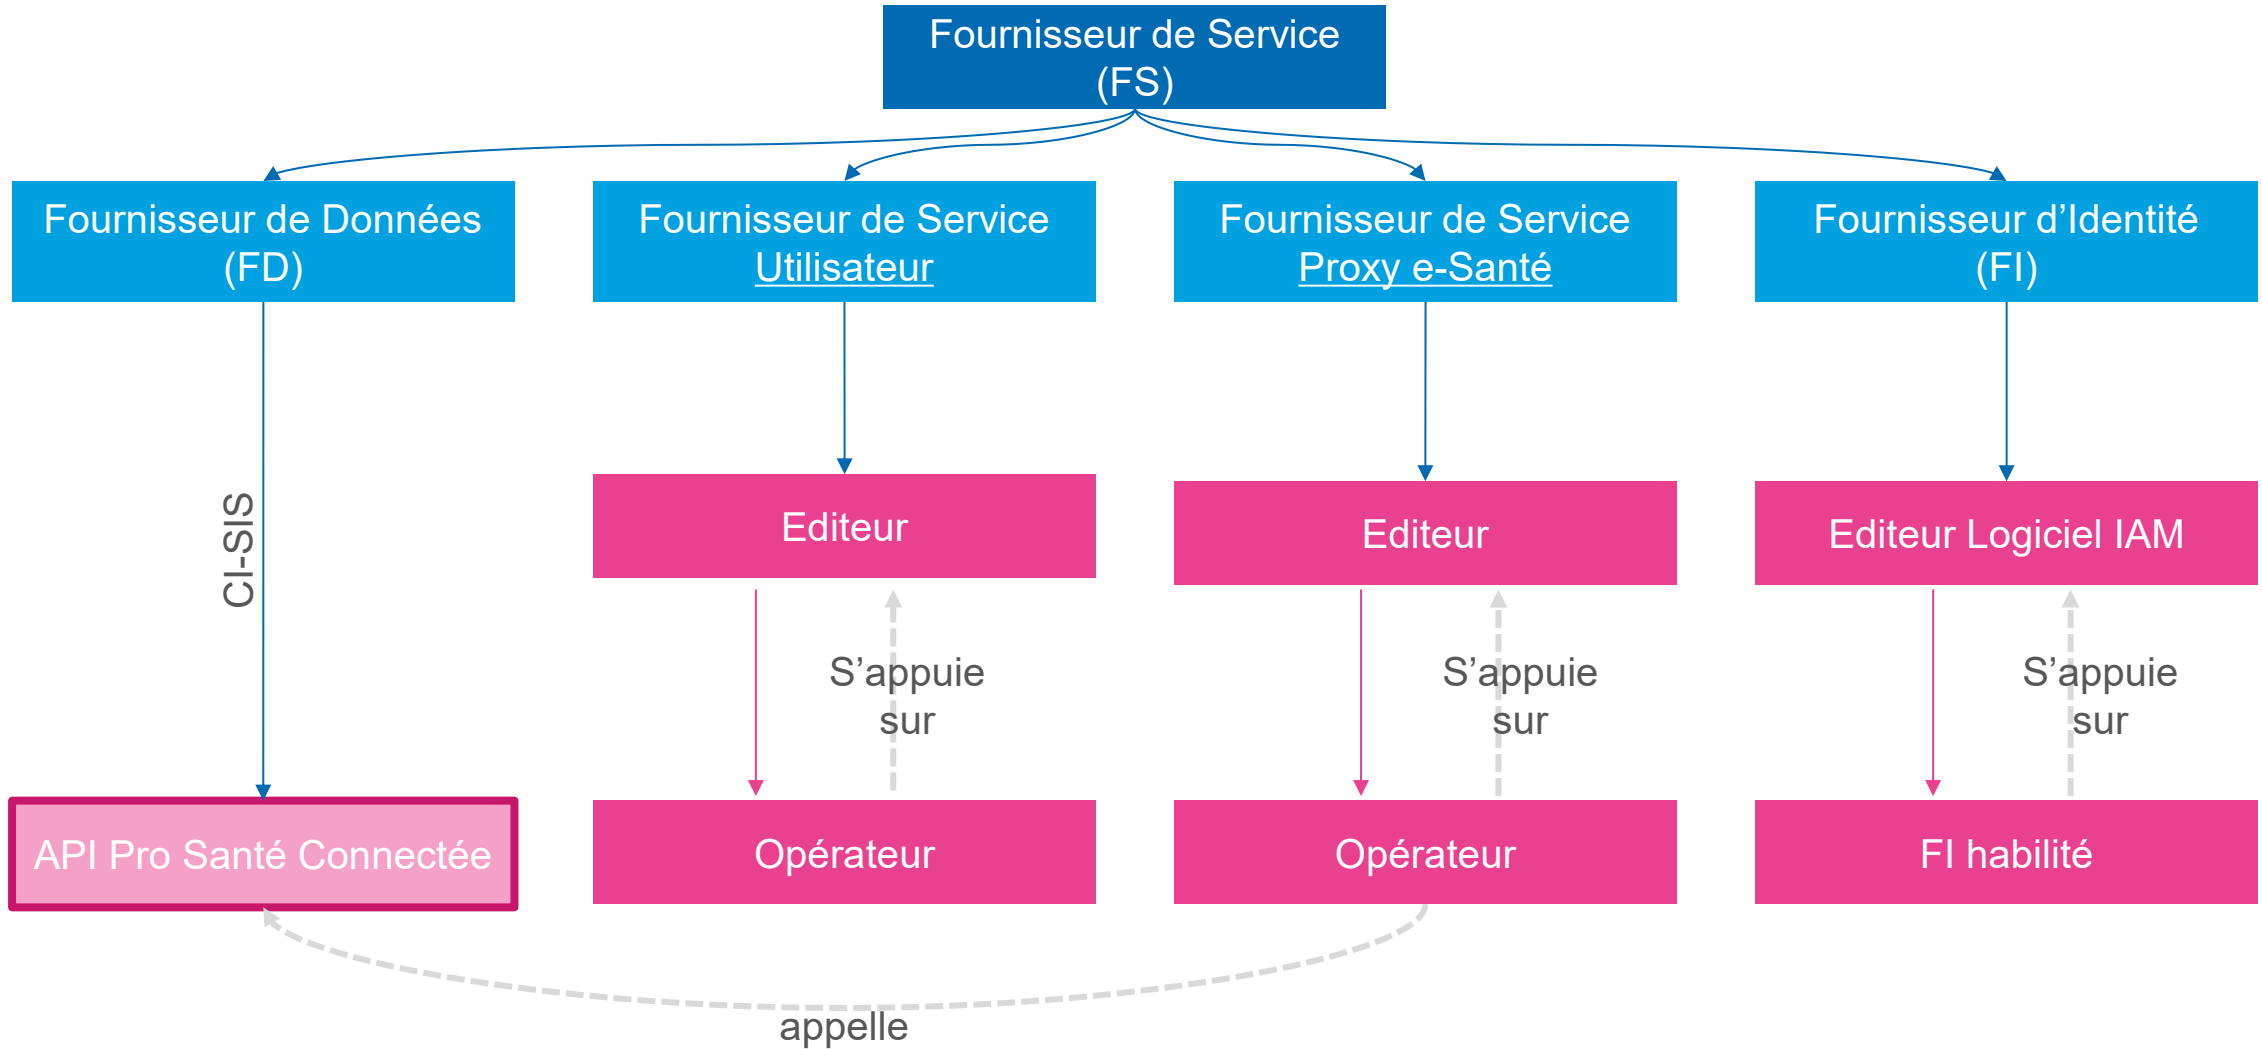 Fournisseur de Service
(FS)
Fournisseur de Données
(FD)
Fournisseur de Service
Utilisateur
Fournisseur de Service
Proxy e-Santé
Fournisseur d’Identité
(FI)
CI-SIS
Editeur
Editeur
Editeur Logiciel IAM
S’appuie
sur
S’appuie
sur
S’appuie
sur
API Pro Santé Connectée
Opérateur
Opérateur
FI habilité
appelle